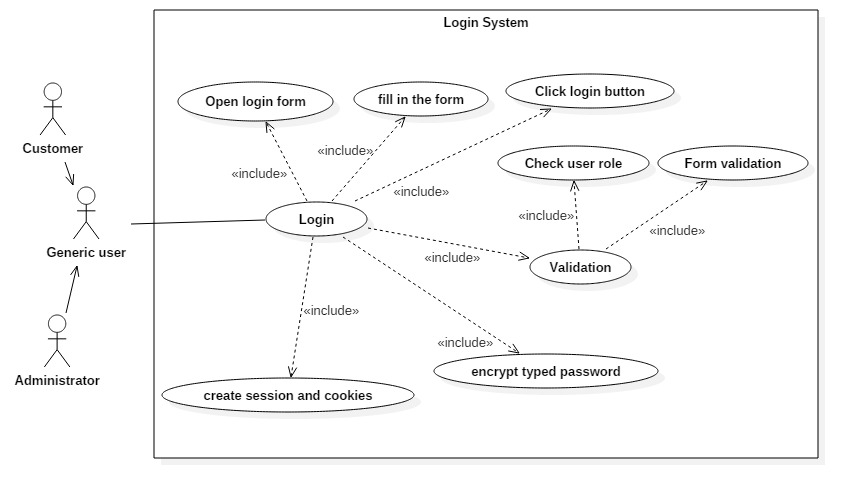 Login System
Open login form
fill in the form
Click login button
Customer
«include»
«include»
«include»
Check user role
Form validation
Generic user
Login
«include»
«include»
«include»
Validation
«include»
«include»
Administrator
create session and cookies
encrypt typed password